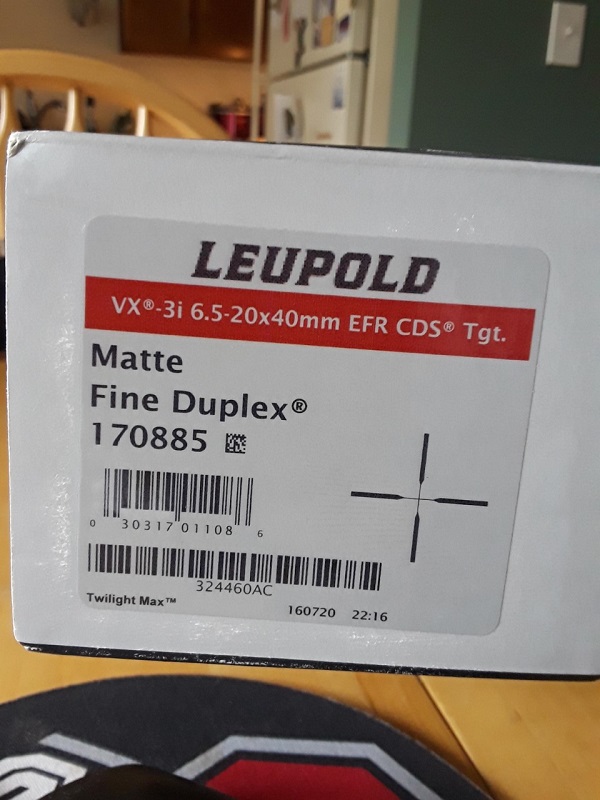 LEUPOLD
VX®-3i 6.5-20x40mm EFR CDS® Tgt.
Matte
Fine Duplex®
170885
0 30317 01108 6
324460AC
Twilight Max™ 160720 22:16